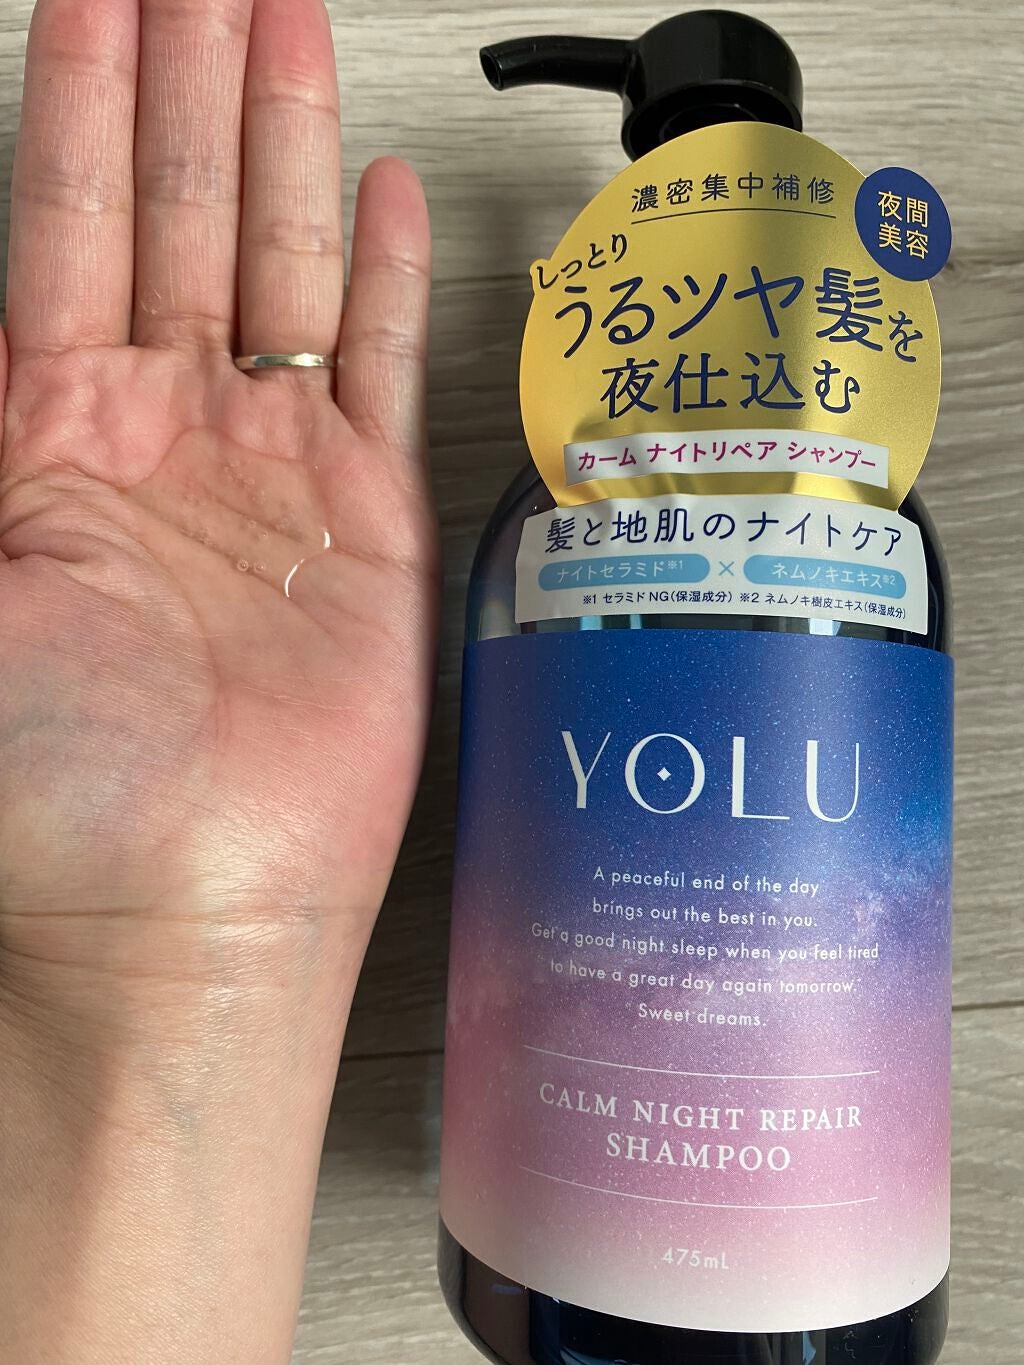 濃密集中補修
夜間
美容
しっとり
うるツヤ髪を
夜仕込む
カーム ナイトリペア シャンプー
髪と地肌のナイトケア
ナイトセラミド※1 × ネムノキエキス※2
※1 セラミドNG(保湿成分) ※2 ネムノキ樹皮エキス(保湿成分)
YOLU
A peaceful end of the day
brings out the best in you.
Get a good night sleep when you feel tired
to have a great day again tomorrow.
Sweet dreams.
CALM NIGHT REPAIR
SHAMPOO
475mL